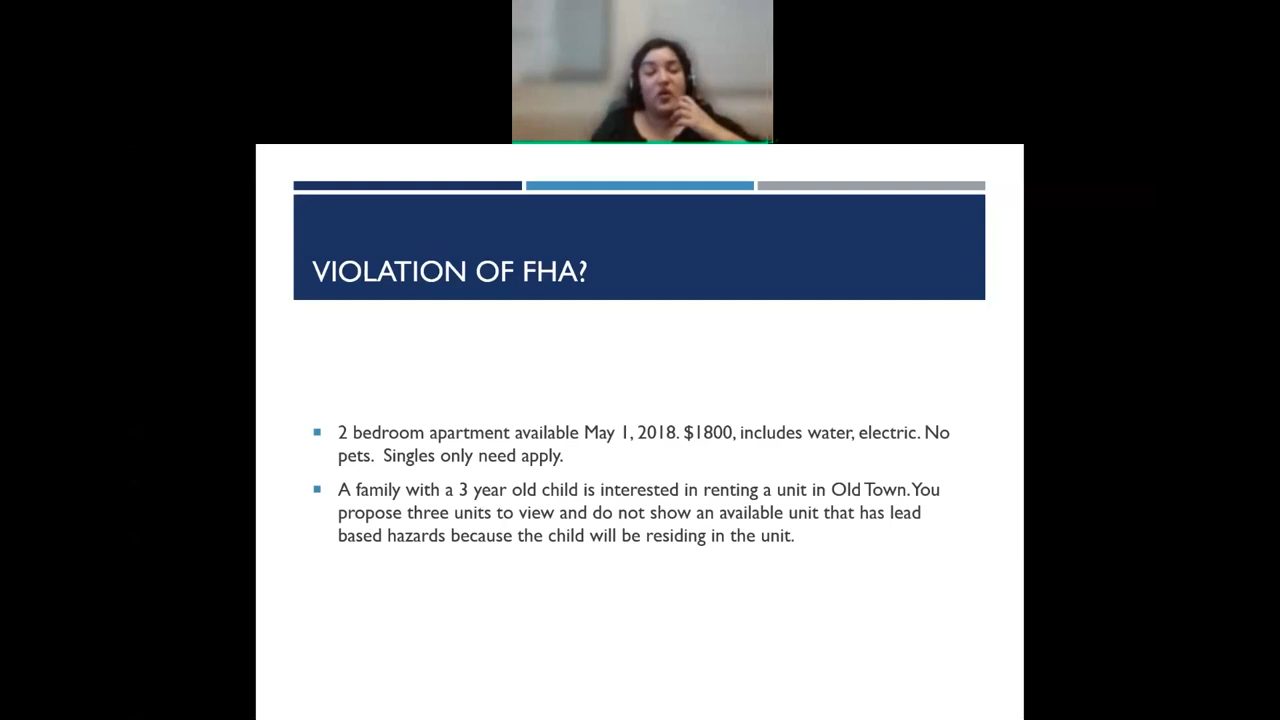 VIOLATION OF FHA?
2 bedroom apartment available May 1, 2018. $1800, includes water, electric. No
pets.  Singles only need apply.
A family with a 3 year old child is interested in renting a unit in Old Town. You
propose three units to view and do not show an available unit that has lead
based hazards because the child will be residing in the unit.